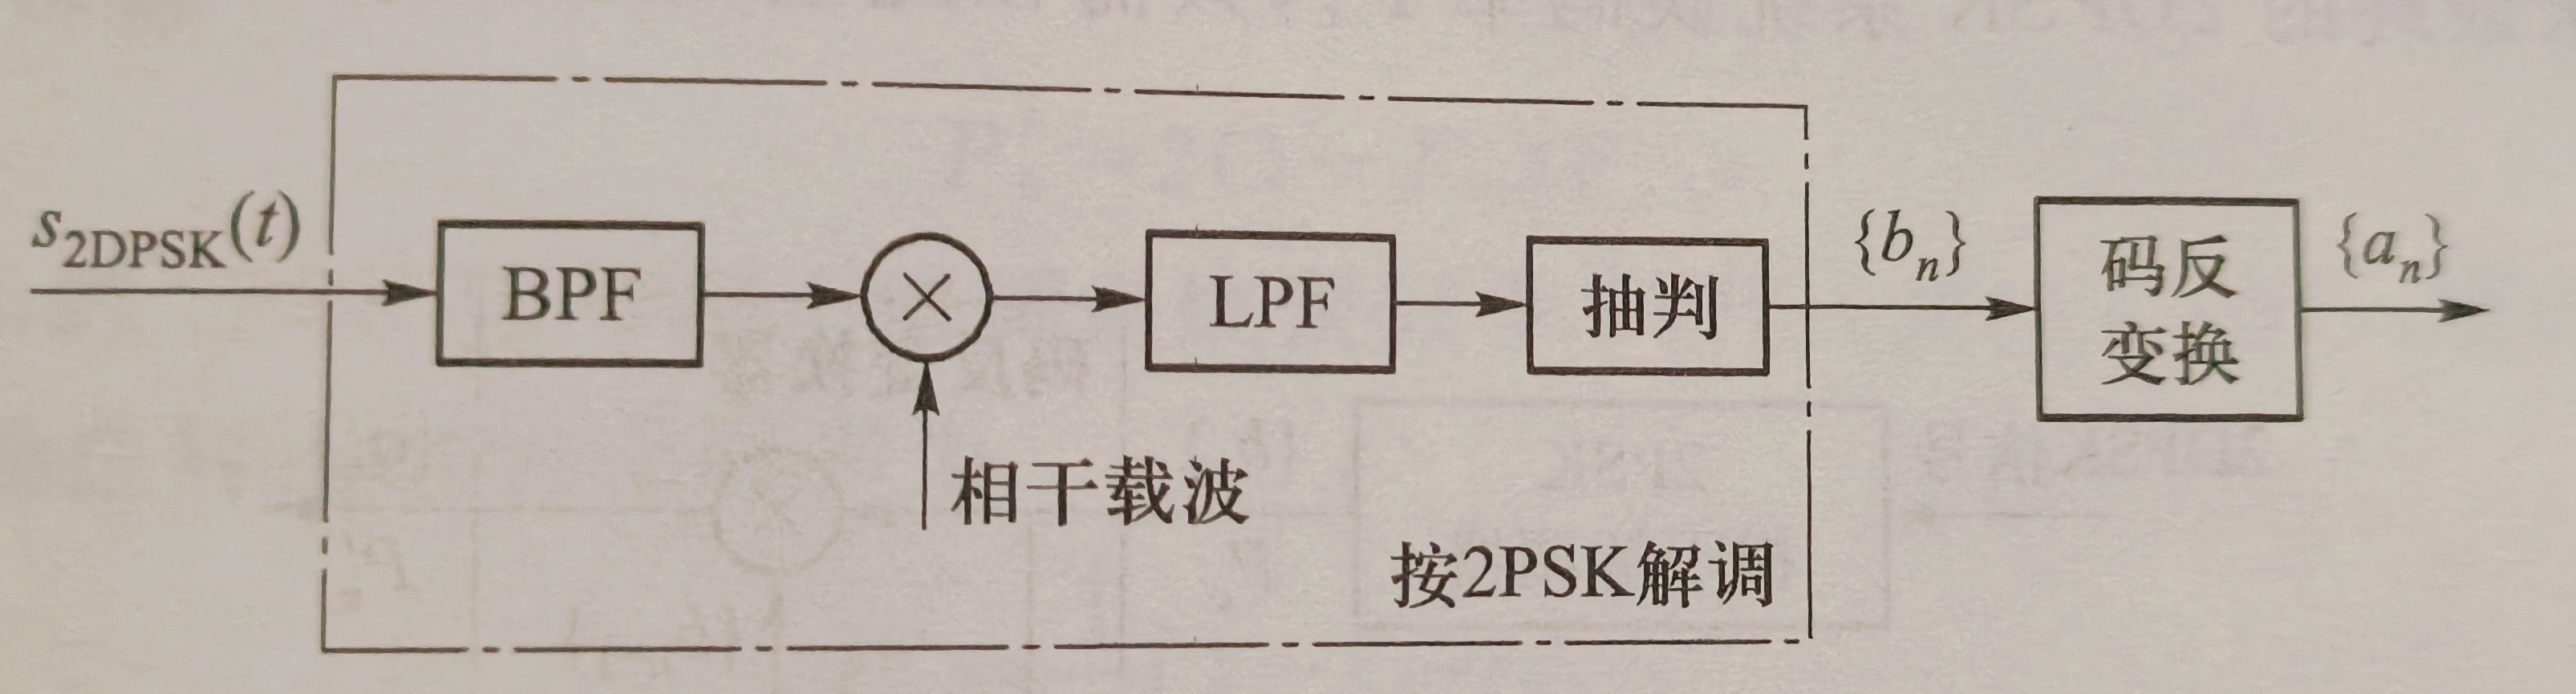 s2DPSK(t)
BPF
×
LPF
抽判
{bn}
码反
变换
{an}
相干载波
按2PSK解调